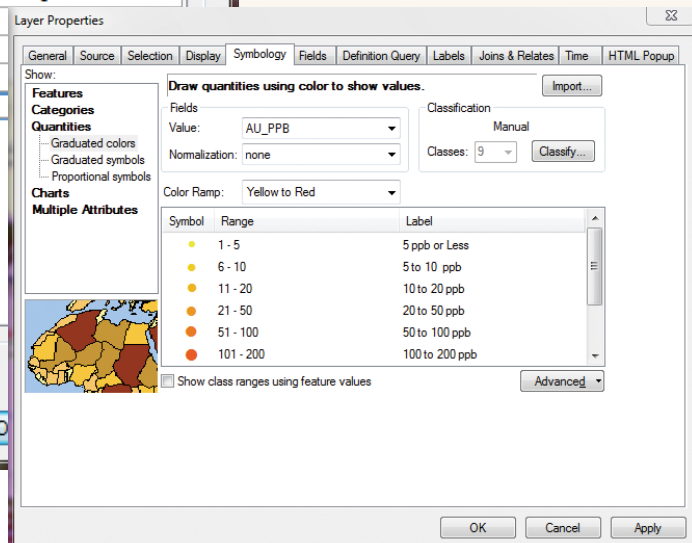 Layer Properties
General Source Selection Display Symbology Fields Definition Query Labels Joins & Relates Time HTML Popup
Show:
Features
Categories
Quantities
Graduated colors
Graduated symbols
Proportional symbols
Charts
Multiple Attributes
Draw quantities using color to show values.
Import...
Fields
Value: AU_PPB
Normalization: none
Classification
Manual
Classes: 9 Classify...
Color Ramp: Yellow to Red
Symbol Range Label
1 - 5 5 ppb or Less
6 - 10 5 to 10 ppb
11 - 20 10 to 20 ppb
21 - 50 20 to 50 ppb
51 - 100 50 to 100 ppb
101 - 200 100 to 200 ppb
Show class ranges using feature values
Advanced
OK Cancel Apply